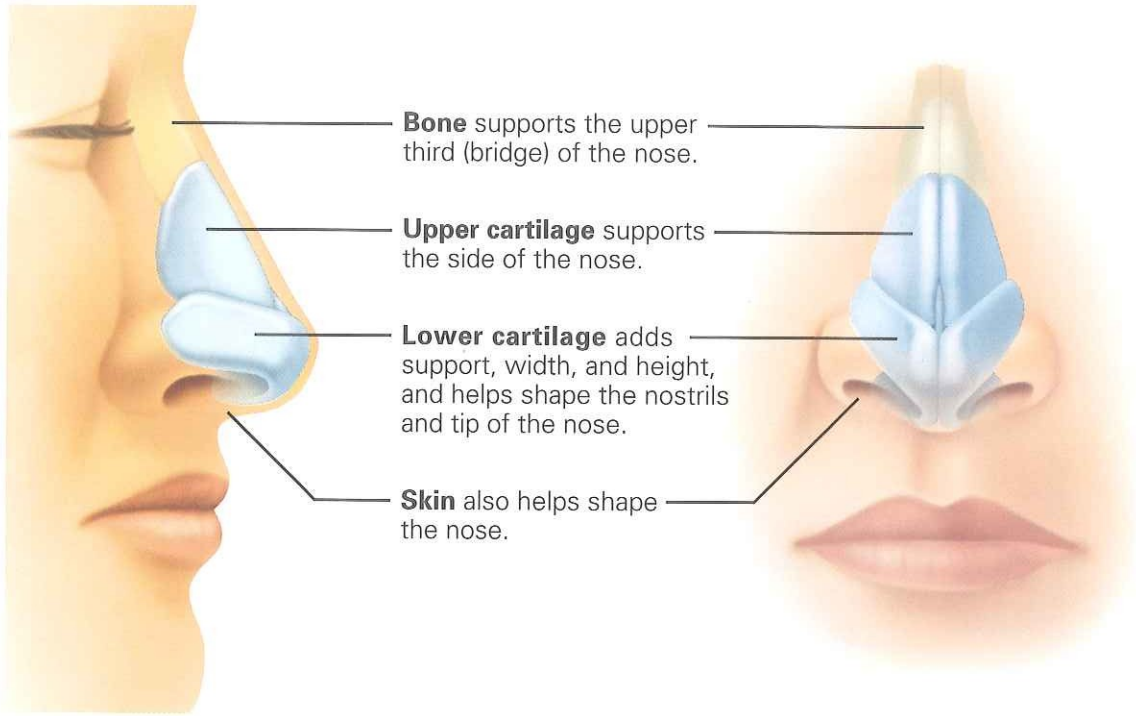 Bone supports the upper
third (bridge) of the nose.
Upper cartilage supports
the side of the nose.
Lower cartilage adds
support, width, and height,
and helps shape the nostrils
and tip of the nose.
Skin also helps shape
the nose.